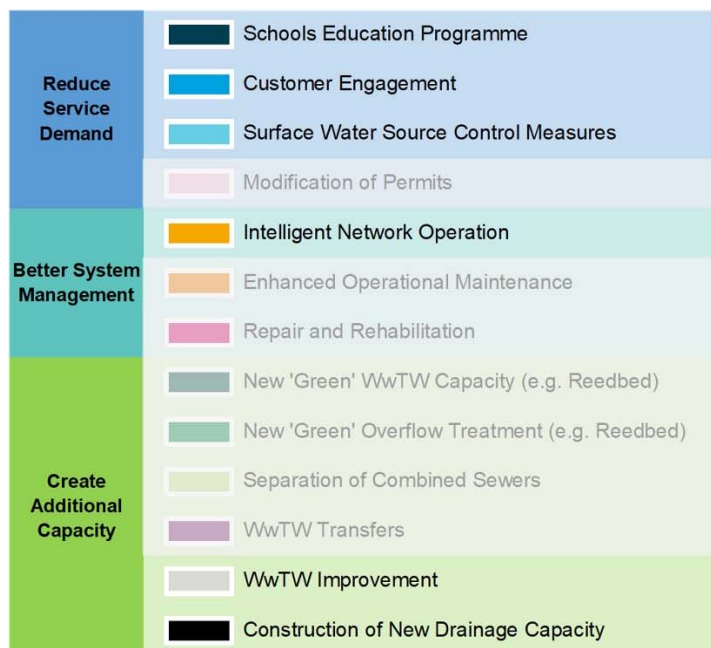 Reduce
Service
Demand
Schools Education Programme
Customer Engagement
Surface Water Source Control Measures
Modification of Permits
Better System
Management
Intelligent Network Operation
Enhanced Operational Maintenance
Repair and Rehabilitation
Create
Additional
Capacity
New 'Green' WwTW Capacity (e.g. Reedbed)
New 'Green' Overflow Treatment (e.g. Reedbed)
Separation of Combined Sewers
WwTW Transfers
WwTW Improvement
Construction of New Drainage Capacity